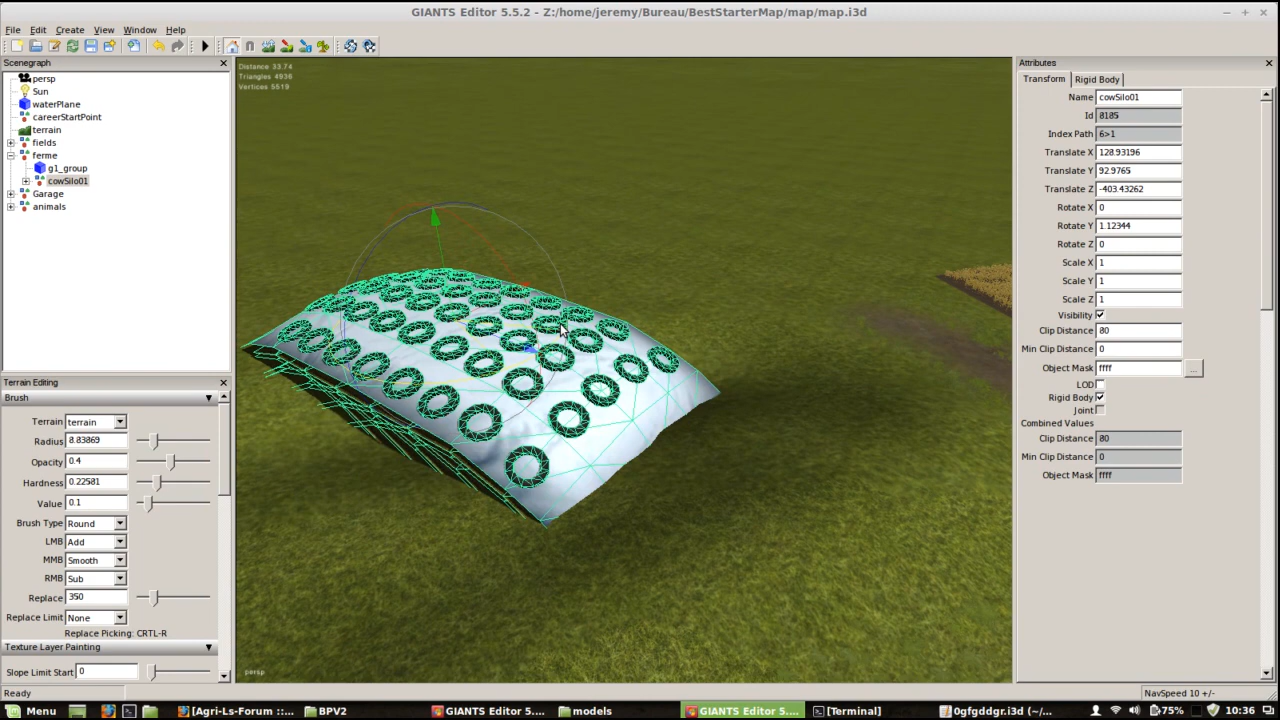 GIANTS Editor 5.5.2 - Z:/home/jeremy/Bureau/BestStarterMap/map/map.i3d
File Edit Create View Window Help
Scenegraph
persp
Sun
waterPlane
careerStartPoint
terrain
fields
ferme
g1_group
cowSilo01
Garage
animals
Terrain Editing
Brush
Terrain terrain
Radius 8.83869
Opacity 0.4
Hardness 0.22581
Value 0.1
Brush Type Round
LMB Add
MMB Smooth
RMB Sub
Replace 350
Replace Limit None
Replace Picking: CRTL-R
Texture Layer Painting
Slope Limit Start 0
Ready
Distance 33.74
Triangles 4936
Vertices 5519
persp
Attributes
Transform Rigid Body
Name cowSilo01
Id 8185
Index Path 6>1
Translate X 128.93196
Translate Y 92.9765
Translate Z -403.43262
Rotate X 0
Rotate Y 1.12344
Rotate Z 0
Scale X 1
Scale Y 1
Scale Z 1
Visibility
Clip Distance 80
Min Clip Distance 0
Object Mask ffff ...
LOD
Rigid Body
Joint
Combined Values
Clip Distance 80
Min Clip Distance 0
Object Mask ffff
NavSpeed 10 +/-
Menu [Agri-Ls-Forum ::... BPV2 GIANTS Editor 5.... models GIANTS Editor 5.... [Terminal] 0gfgddgr.i3d (~/... 75% 10:36